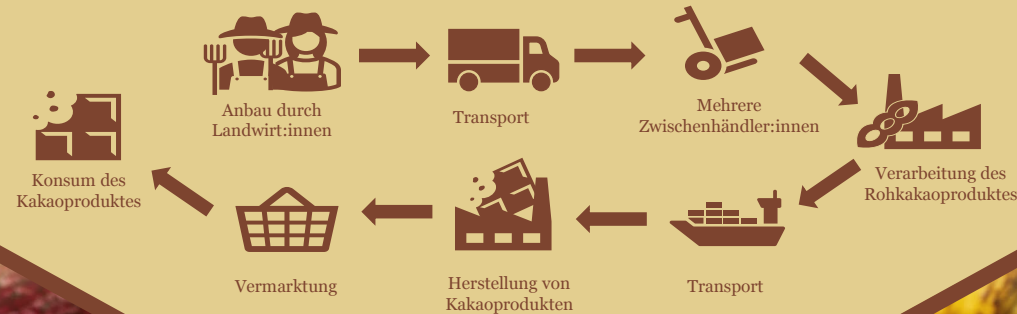 Anbau durch
Landwirt:innen
Transport
Mehrere
Zwischenhändler:innen
Verarbeitung des
Rohkakaoproduktes
Transport
Herstellung von
Kakaoprodukten
Vermarktung
Konsum des
Kakaoproduktes